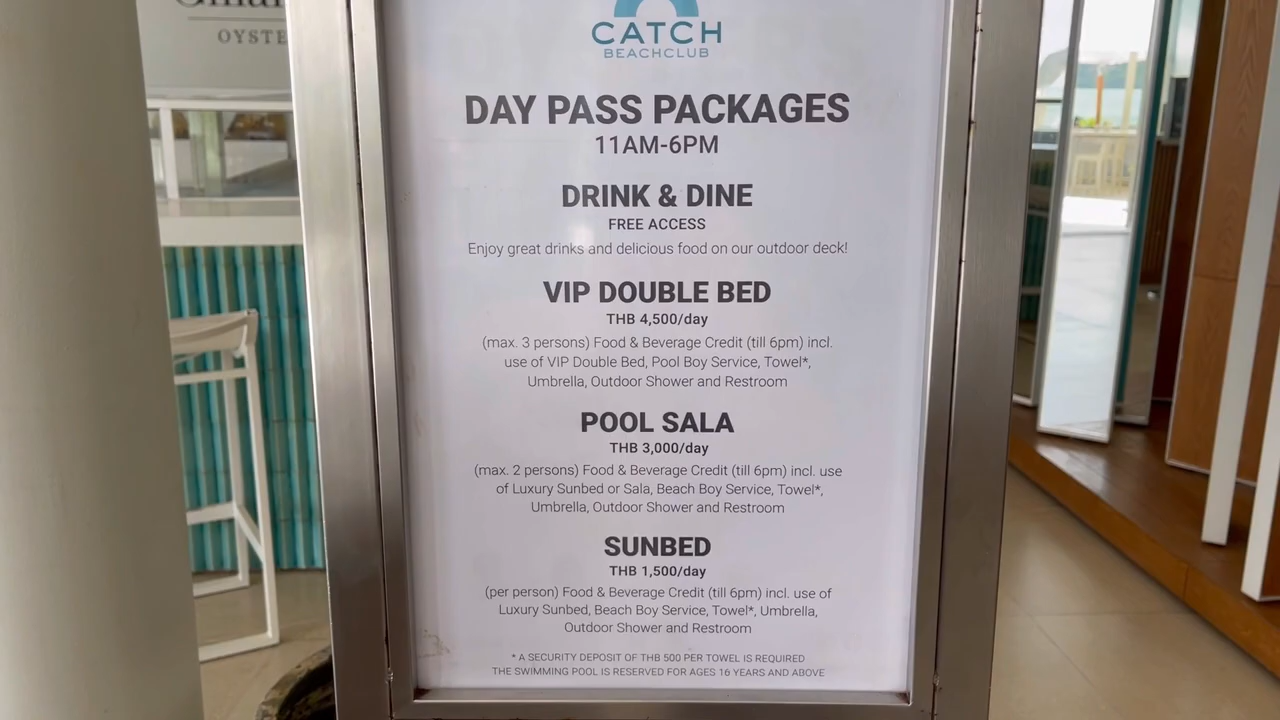 OYSTE
CATCH
BEACHCLUB
DAY PASS PACKAGES
11AM-6PM
DRINK & DINE
FREE ACCESS
Enjoy great drinks and delicious food on our outdoor deck!
VIP DOUBLE BED
THB 4,500/day
(max. 3 persons) Food & Beverage Credit (till 6pm) incl.
use of VIP Double Bed, Pool Boy Service, Towel*,
Umbrella, Outdoor Shower and Restroom
POOL SALA
THB 3,000/day
(max. 2 persons) Food & Beverage Credit (till 6pm) incl. use
of Luxury Sunbed or Sala, Beach Boy Service, Towel*,
Umbrella, Outdoor Shower and Restroom
SUNBED
THB 1,500/day
(per person) Food & Beverage Credit (till 6pm) incl. use of
Luxury Sunbed, Beach Boy Service, Towel*, Umbrella,
Outdoor Shower and Restroom
* A SECURITY DEPOSIT OF THB 500 PER TOWEL IS REQUIRED
THE SWIMMING POOL IS RESERVED FOR AGES 16 YEARS AND ABOVE